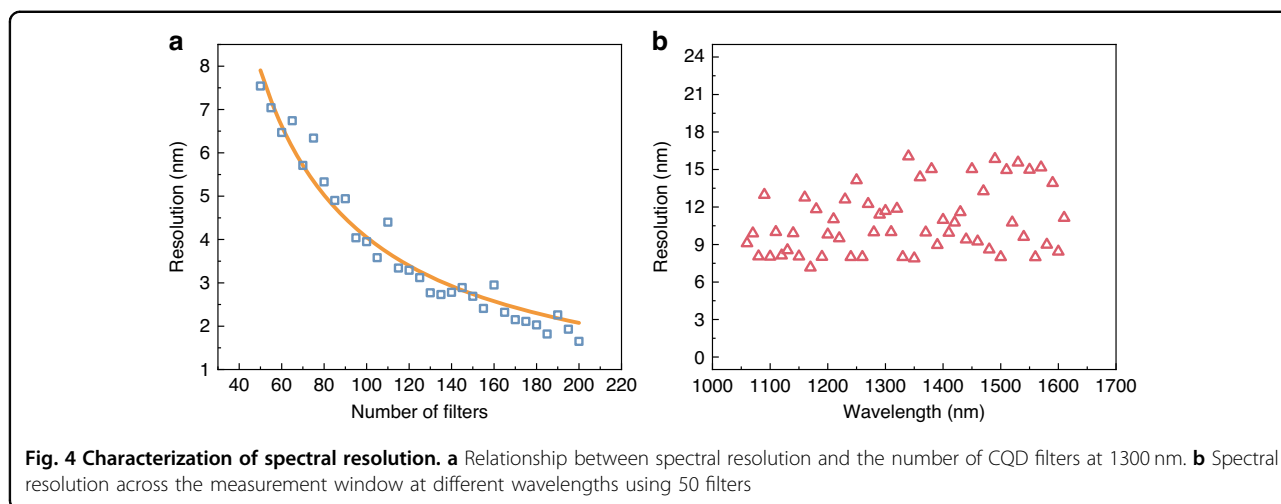 a
8
7
6
5
4
3
2
1
Resolution (nm)
40 60 80 100 120 140 160 180 200 220
Number of filters
b
24
21
18
15
12
9
6
3
0
Resolution (nm)
1000 1100 1200 1300 1400 1500 1600 1700
Wavelength (nm)
Fig. 4 Characterization of spectral resolution. a Relationship between spectral resolution and the number of CQD filters at 1300 nm. b Spectral
resolution across the measurement window at different wavelengths using 50 filters